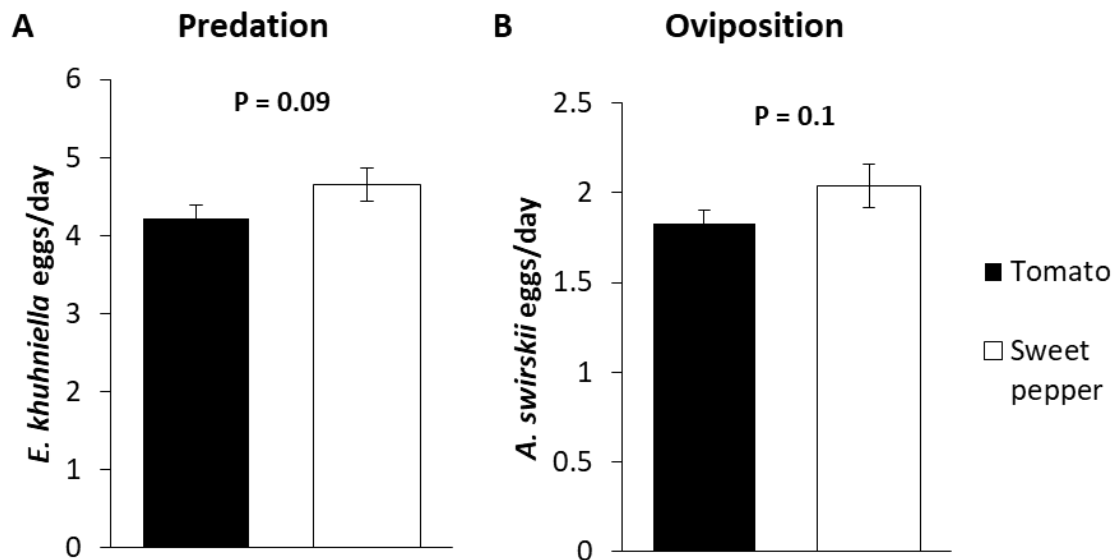 A Predation
P = 0.09
E. khuhniella eggs/day
6
5
4
3
2
1
0
B Oviposition
P = 0.1
A. swirskii eggs/day
2.5
2
1.5
1
0.5
0
Tomato
Sweet
pepper